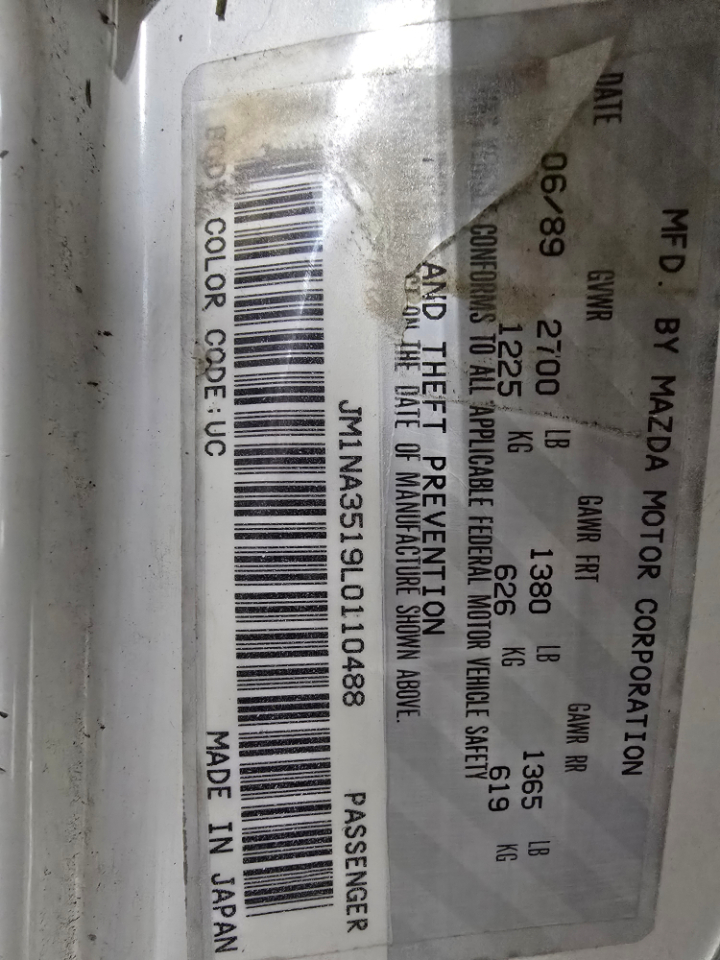 MFD. BY MAZDA MOTOR CORPORATION
DATE GVWR GAWR FRT GAWR RR
06/89 2700 LB 1380 LB 1365 LB
1225 KG 626 KG 619 KG
CONFORMS TO ALL APPLICABLE FEDERAL MOTOR VEHICLE SAFETY
AND THEFT PREVENTION
ON THE DATE OF MANUFACTURE SHOWN ABOVE.
JM1NA3519L0110488 PASSENGER
BODY COLOR CODE:UC MADE IN JAPAN